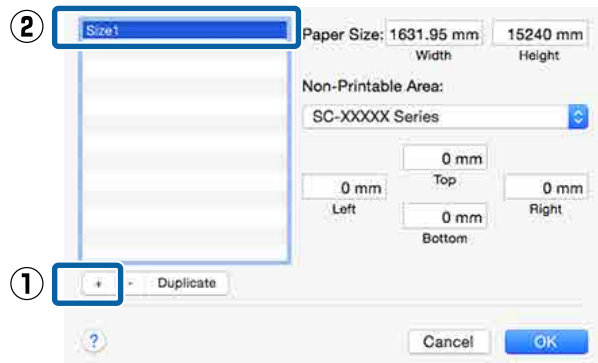 ②
Size1
Paper Size: 1631.95 mm 15240 mm
Width Height
Non-Printable Area:
SC-XXXXX Series
0 mm
Top
0 mm 0 mm
Left Right
0 mm
Bottom
①
+ - Duplicate
? Cancel OK